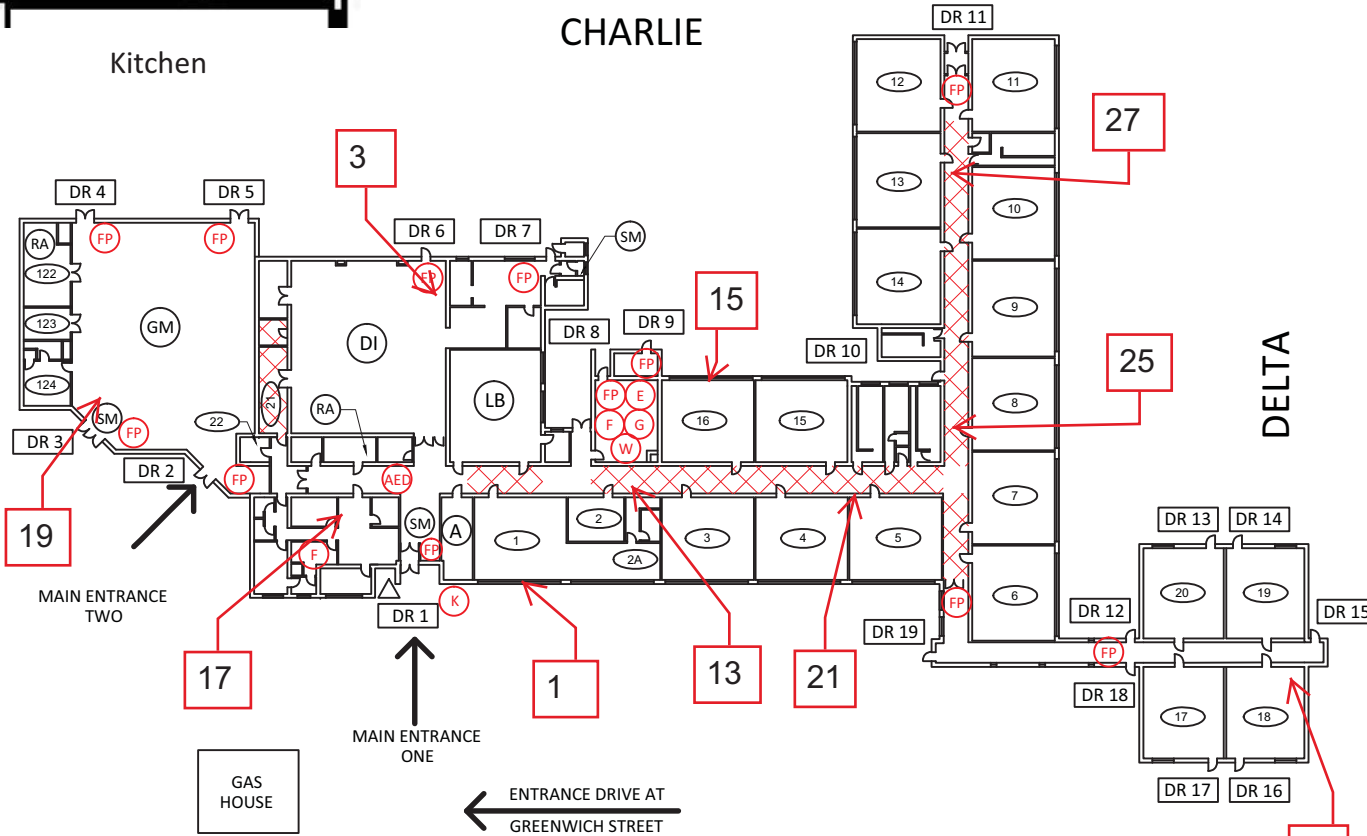 CHARLIE
DR 11
Kitchen
12
11
FP
27
3
13
10
DR 4
DR 5
DR 6
DR 7
SM
FP
FP
RA
122
FP
FP
14
9
15
123
GM
DI
DR 8
DR 9
DR 10
25
DELTA
124
21
RA
LB
FP
FP
E
F
G
W
16
15
8
SM
FP
22
DR 3
DR 2
FP
AED
7
19
SM
A
1
2
2A
3
4
5
F
FP
DR 13
DR 14
MAIN ENTRANCE
TWO
K
FP
6
20
19
DR 1
DR 12
DR 15
DR 19
FP
17
1
13
21
DR 18
17
18
MAIN ENTRANCE
ONE
GAS
HOUSE
DR 17
DR 16
ENTRANCE DRIVE AT
GREENWICH STREET